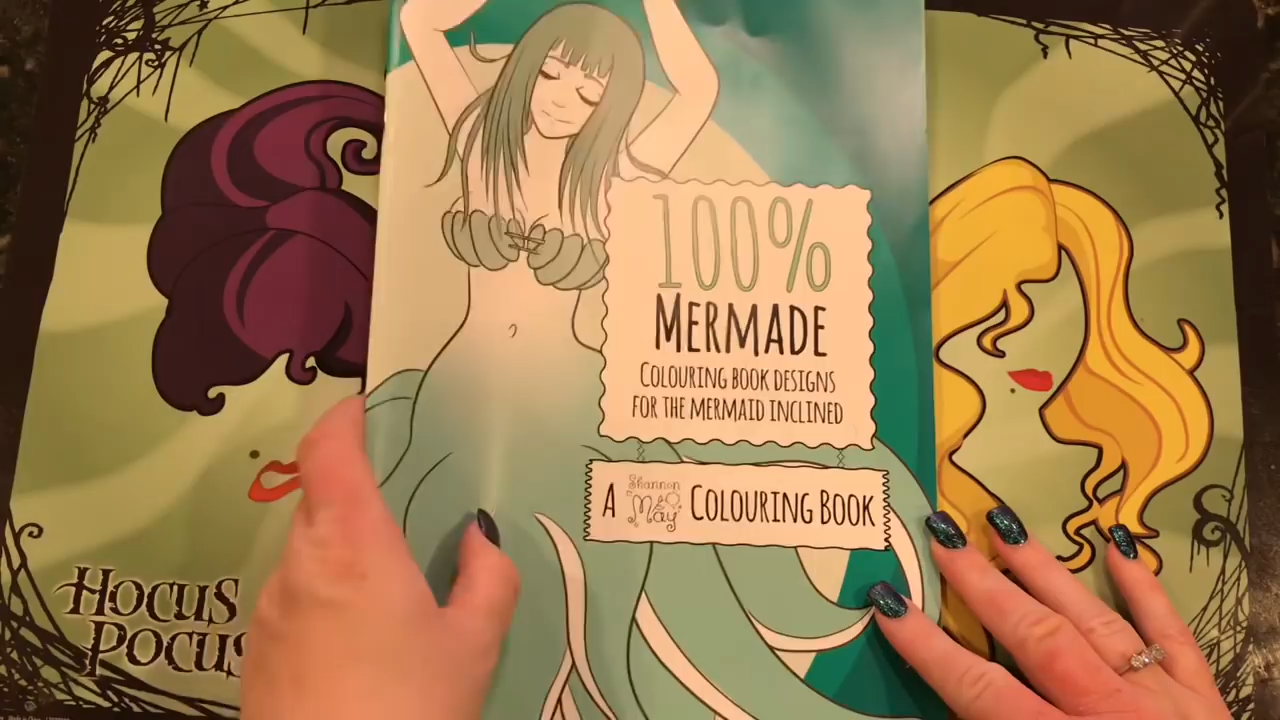 100%
MERMADE
COLOURING BOOK DESIGNS
FOR THE MERMAID INCLINED
A Shannon May COLOURING BOOK
HOCUS
POCUS